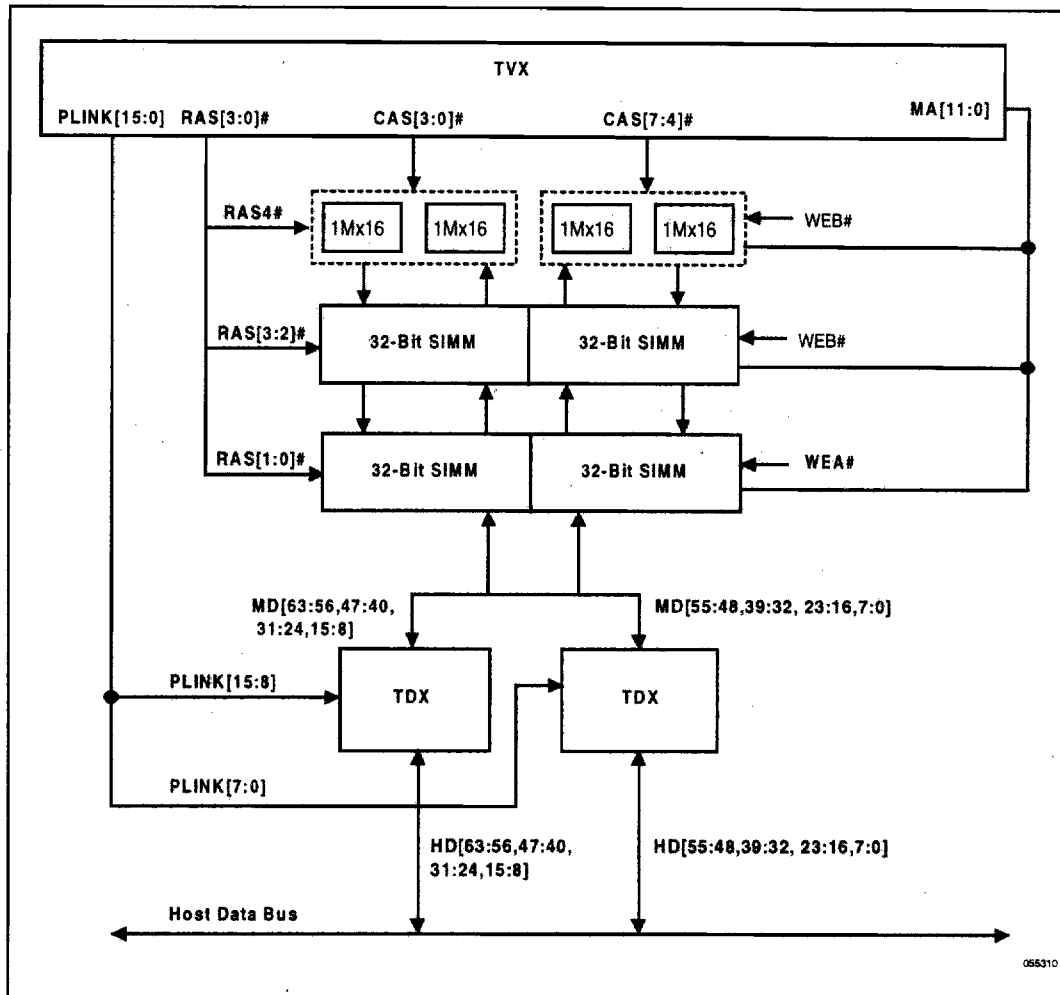 TVX
PLINK[15:0] RAS[3:0]# CAS[3:0]# CAS[7:4]# MA[11:0]
RAS4#
1Mx16 1Mx16 1Mx16 1Mx16
WEB#
RAS[3:2]#
32-Bit SIMM 32-Bit SIMM
WEB#
RAS[1:0]#
32-Bit SIMM 32-Bit SIMM
WEA#
MD[63:56,47:40,
31:24,15:8]
MD[55:48,39:32, 23:16,7:0]
PLINK[15:8]
TDX
TDX
PLINK[7:0]
HD[63:56,47:40,
31:24,15:8]
HD[55:48,39:32, 23:16,7:0]
Host Data Bus
055310